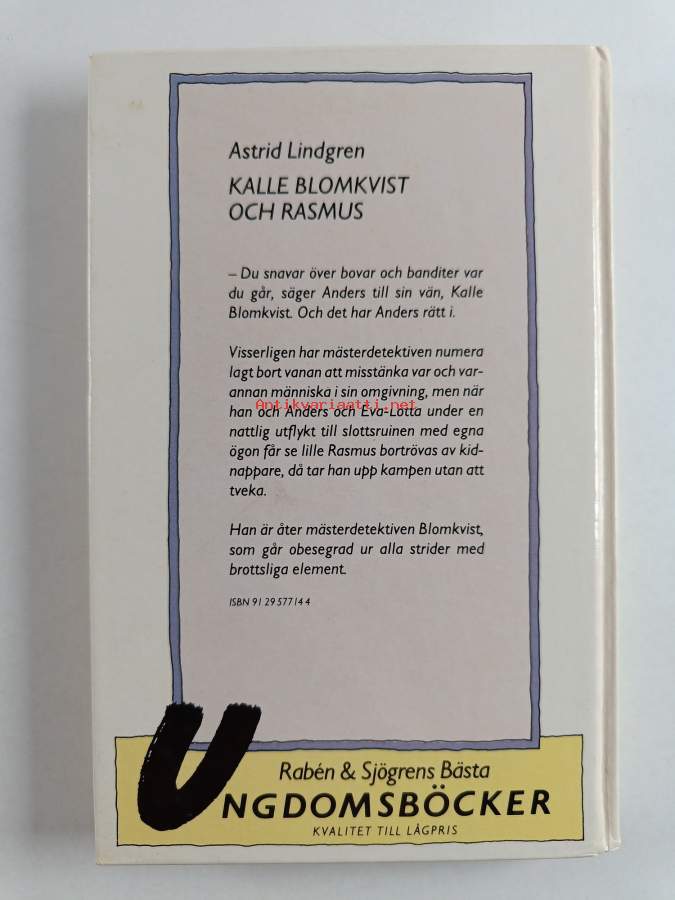 Astrid Lindgren
KALLE BLOMKVIST
OCH RASMUS
– Du snavar över bovar och banditer var
du går, säger Anders till sin vän, Kalle
Blomkvist. Och det har Anders rätt i.
Visserligen har mästerdetektiven numera
lagt bort vanan att misstänka var och var-
annan människa i sin omgivning, men när
han och Anders och Eva-Lotta under en
Antikvariaatti.net
nattlig utflykt till slottsruinen med egna
ögon får se lille Rasmus bortrövas av kid-
nappare, då tar han upp kampen utan att
tveka.
Han är åter mästerdetektiven Blomkvist,
som går obesegrad ur alla strider med
brottsliga element.
ISBN 91 29 57714 4
Rabén & Sjögrens Bästa
UNGDOMSBÖCKER
KVALITET TILL LÅGPRIS